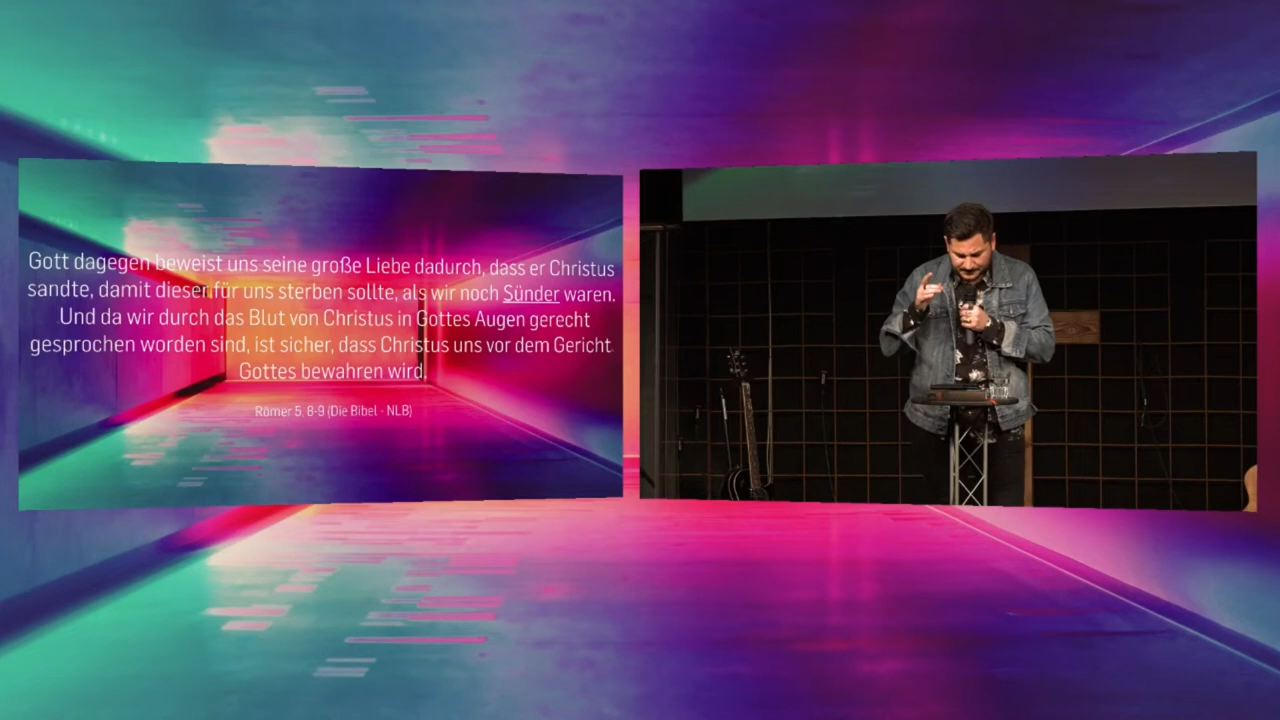 Gott dagegen beweist uns seine große Liebe dadurch, dass er Christus
sandte, damit dieser für uns sterben sollte, als wir noch Sünder waren.
Und da wir durch das Blut von Christus in Gottes Augen gerecht
gesprochen worden sind, ist sicher, dass Christus uns vor dem Gericht
Gottes bewahren wird.
Römer 5, 8-9 (Die Bibel - NLB)